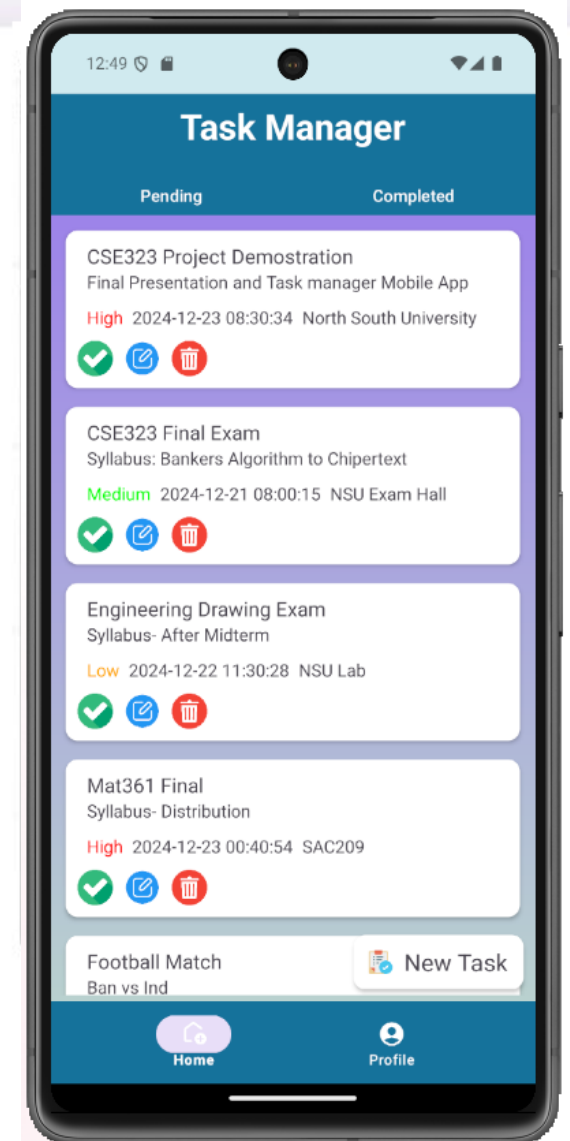 12:49
Task Manager
Pending Completed
CSE323 Project Demostration
Final Presentation and Task manager Mobile App
High 2024-12-23 08:30:34 North South University
CSE323 Final Exam
Syllabus: Bankers Algorithm to Chipertext
Medium 2024-12-21 08:00:15 NSU Exam Hall
Engineering Drawing Exam
Syllabus- After Midterm
Low 2024-12-22 11:30:28 NSU Lab
Mat361 Final
Syllabus- Distribution
High 2024-12-23 00:40:54 SAC209
Football Match
New Task
Ban vs Ind
Home Profile